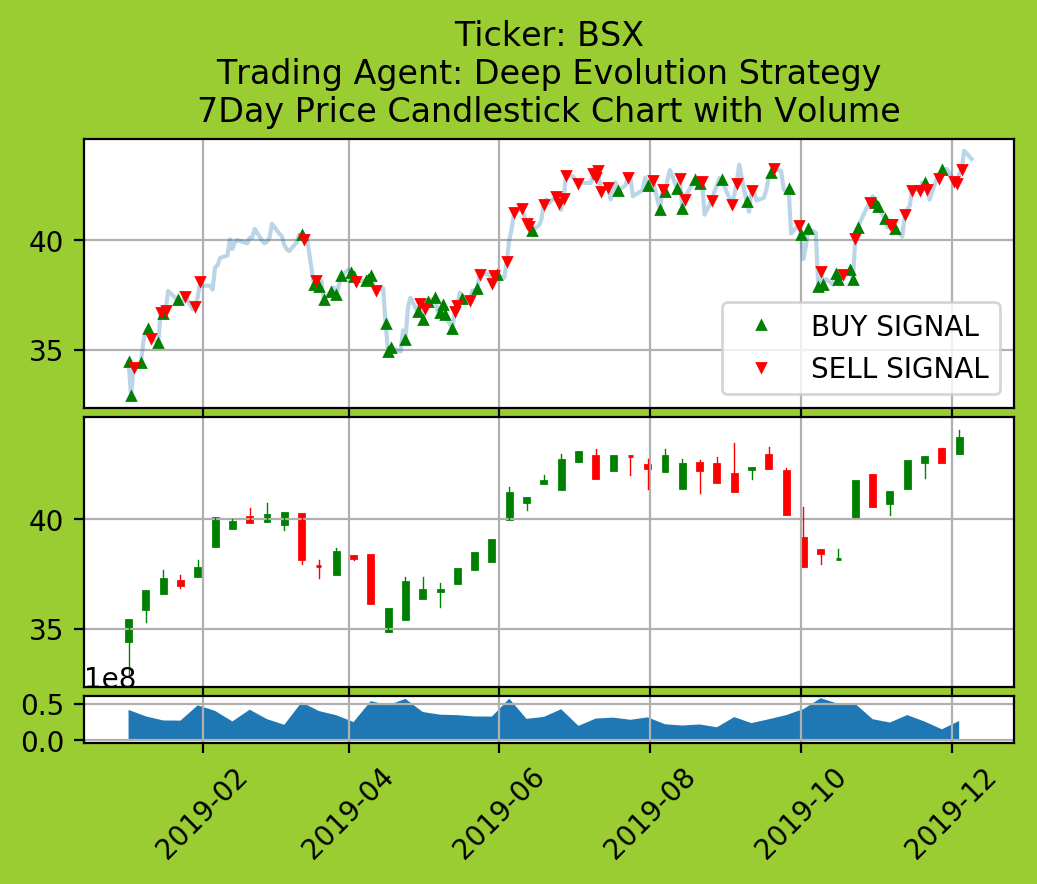 Ticker: BSX
Trading Agent: Deep Evolution Strategy
7Day Price Candlestick Chart with Volume
40
35
BUY SIGNAL
SELL SIGNAL
40
35
1e8
0.5
0.0
2019-02
2019-04
2019-06
2019-08
2019-10
2019-12